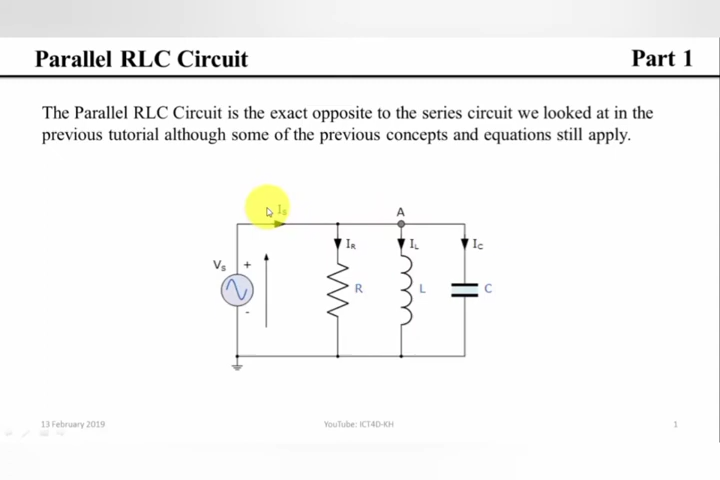 Parallel RLC Circuit
Part 1
The Parallel RLC Circuit is the exact opposite to the series circuit we looked at in the
previous tutorial although some of the previous concepts and equations still apply.
Is
A
IR
IL
IC
Vs
+
R
L
C
-
13 February 2019
YouTube: ICT4D-KH
1